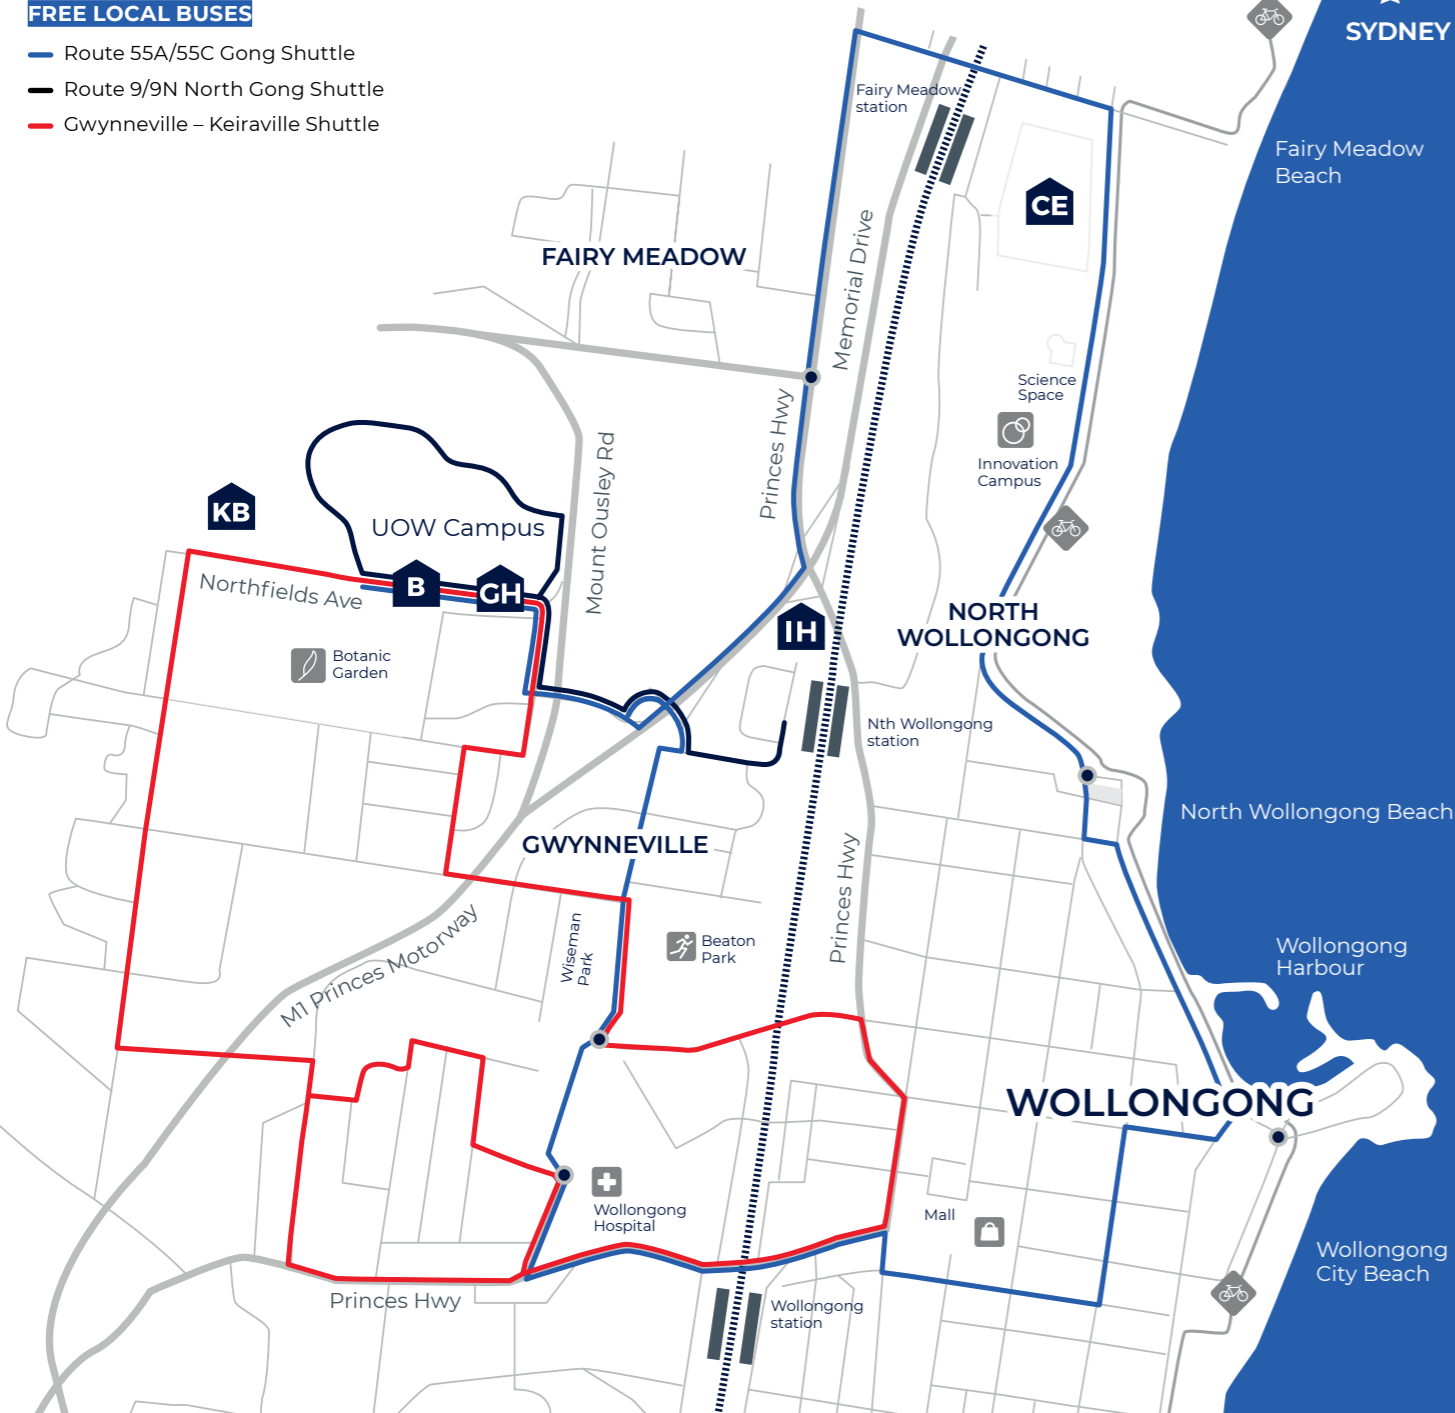 FREE LOCAL BUSES
Route 55A/55C Gong Shuttle
Route 9/9N North Gong Shuttle
Gwynneville – Keiraville Shuttle
SYDNEY
Fairy Meadow
station
Fairy Meadow
Beach
CE
FAIRY MEADOW
Memorial Drive
Science
Space
Princes Hwy
Innovation
Campus
Mount Ousley Rd
KB
UOW Campus
Northfields Ave
B
GH
IH
NORTH
WOLLONGONG
Botanic
Garden
Nth Wollongong
station
North Wollongong Beach
GWYNNEVILLE
Princes Hwy
Wiseman
Park
Beaton
Park
M1 Princes Motorway
Wollongong
Harbour
WOLLONGONG
Wollongong
Hospital
Mall
Wollongong
City Beach
Princes Hwy
Wollongong
station